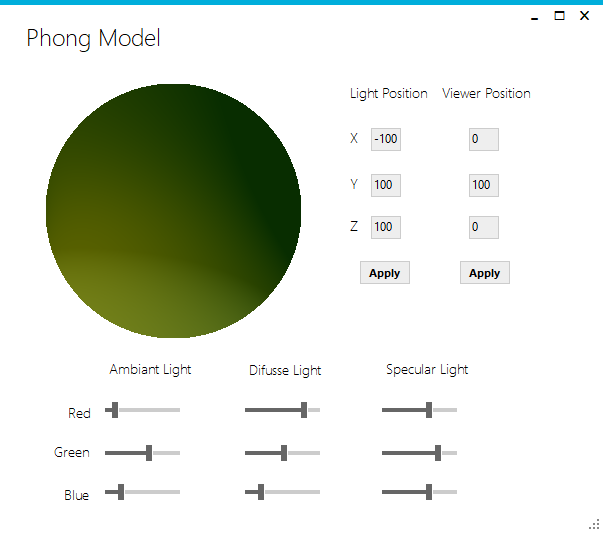 Phong Model
Light Position Viewer Position
X -100 0
Y 100 100
Z 100 0
Apply Apply
Ambiant Light Difusse Light Specular Light
Red
Green
Blue